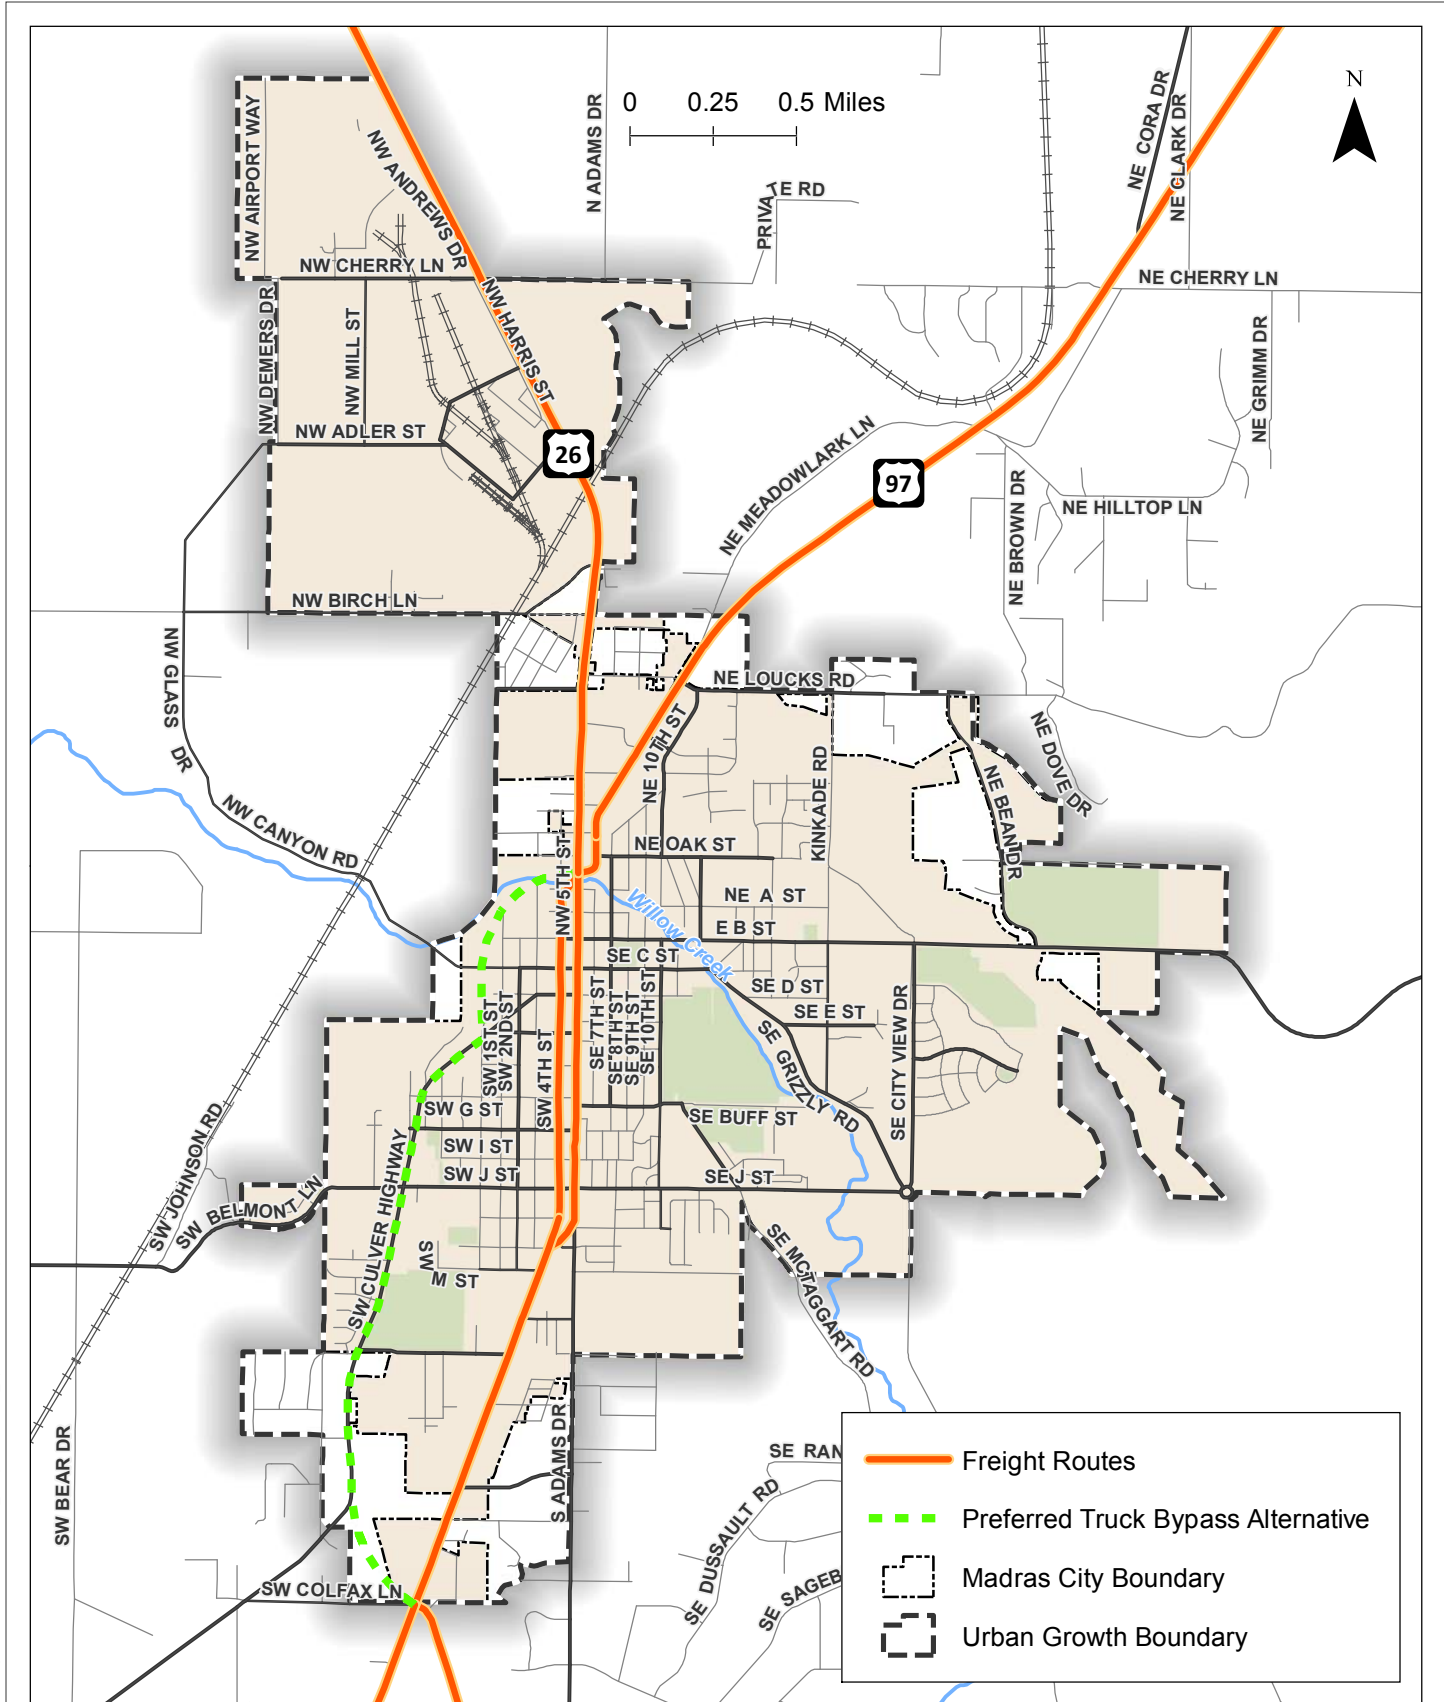 N
0 0.25 0.5 Miles
NW AIRPORT WAY
NW ANDREWS DR
N ADAMS DR
PRIVATE RD
NE CORA DR
NE CLARK DR
NW CHERRY LN
NE CHERRY LN
NW DEMERS DR
NW MILL ST
NW HARRIS ST
NE GRIMM DR
NW ADLER ST
26
97
NE MEADOWLARK LN
NE BROWN DR
NE HILLTOP LN
NW BIRCH LN
NW GLASS DR
NE LOUCKS RD
NE 10TH ST
KINKADE RD
NE DOVE DR
NE BEAN DR
NW CANYON RD
NW 5TH ST
NE OAK ST
NE A ST
Willow Creek
E B ST
SE C ST
SE D ST
SE E ST
SW 1ST ST
SW 2ND ST
SW 4TH ST
SE 7TH ST
SE 8TH ST
SE 9TH ST
SE 10TH ST
SE GRIZZLY RD
SE CITY VIEW DR
SW G ST
SE BUFF ST
SW I ST
SW J ST
SE J ST
SW JOHNSON RD
SW BELMONT LN
SW CULVER HIGHWAY
SW M ST
SE MCTAGGART RD
SW BEAR DR
S ADAMS DR
SE RAN
SE DUSSAULT RD
SE SAGEB
SW COLFAX LN
Freight Routes
Preferred Truck Bypass Alternative
Madras City Boundary
Urban Growth Boundary